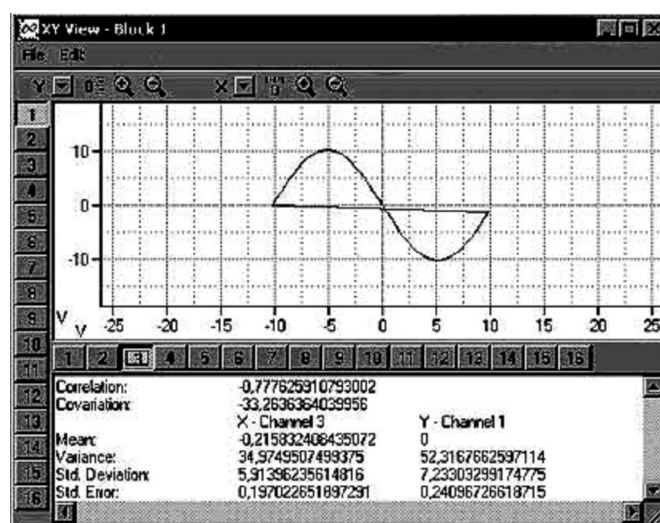 XY View - Block 1
File Edit
Y X
1
2
3
4
5
6
7
8
9
10
11
12
13
14
15
16
10
0
-10
V
V
-25 -20 -15 -10 -5 0 5 10 15 20 25
1 2 3 4 5 6 7 8 9 10 11 12 13 14 15 16
Correlation: -0,777625910793002
Covariation: -33,2636364039956
X - Channel 3 Y - Channel 1
Mean: -0,215832408435072 0
Variance: 34,9749507499375 52,3167662597114
Std. Deviation: 5,91396235614816 7,23303299174775
Std. Error: 0,197022651897291 0,24096726618715